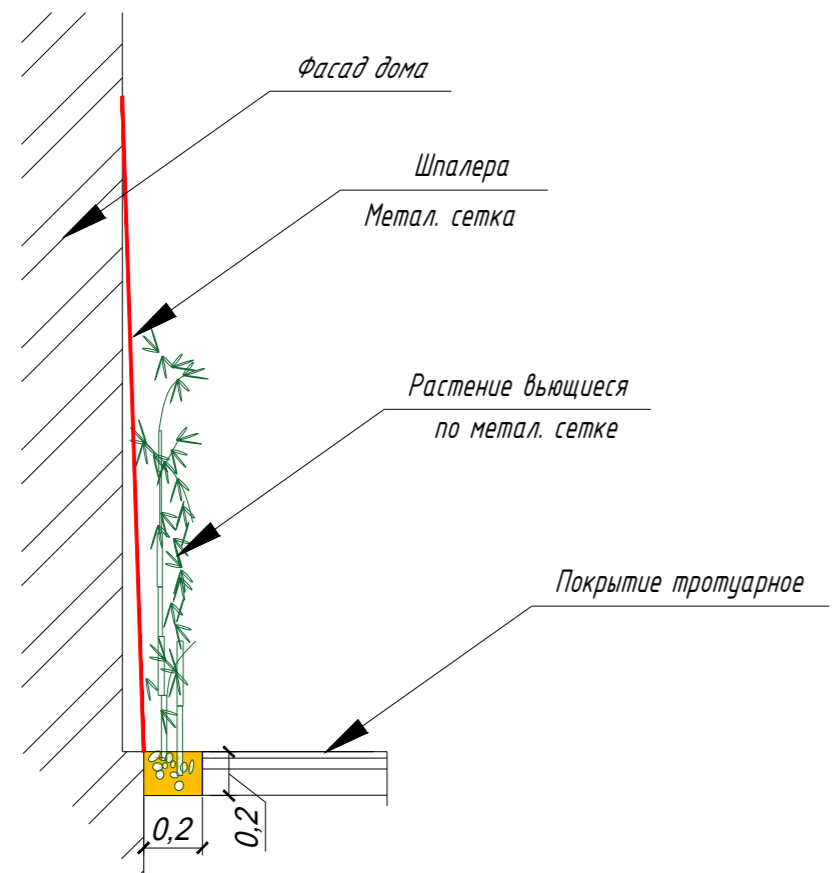 Фасад дома
Шпалера
Метал. сетка
Растение вьющиеся
по метал. сетке
Покрытие тротуарное
0,2
0,2